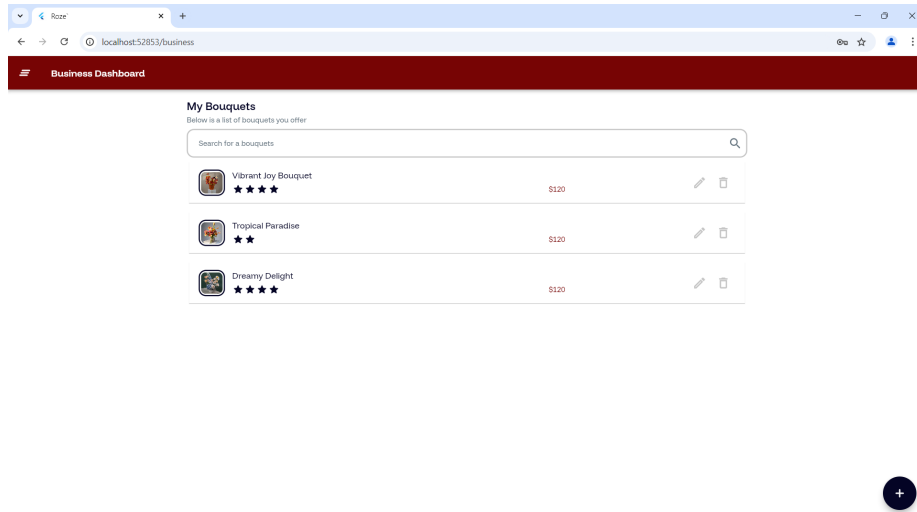 Roze`
localhost:52853/business
Business Dashboard
My Bouquets
Below is a list of bouquets you offer
Search for a bouquets
Vibrant Joy Bouquet
$120
Tropical Paradise
$120
Dreamy Delight
$120